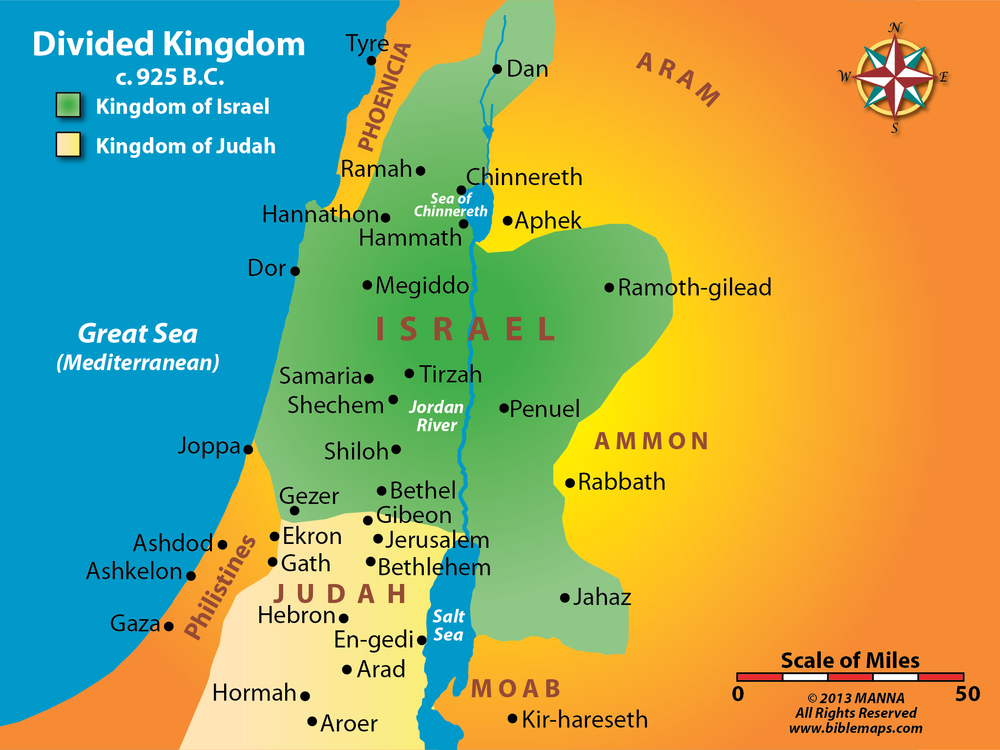 Divided Kingdom
c. 925 B.C.
Kingdom of Israel
Kingdom of Judah
N
W
E
S
Tyre
PHOENICIA
Dan
ARAM
Ramah
Chinnereth
Sea of
Chinnereth
Hannathon
Aphek
Hammath
Dor
Megiddo
Ramoth-gilead
ISRAEL
Great Sea
(Mediterranean)
Samaria
Tirzah
Shechem
Jordan
River
Penuel
AMMON
Joppa
Shiloh
Rabbath
Bethel
Gezer
Gibeon
Ekron
Jerusalem
Ashdod
Philistines
Gath
Bethlehem
Ashkelon
JUDAH
Jahaz
Hebron
Salt
Sea
Gaza
En-gedi
Arad
Scale of Miles
0
50
MOAB
Hormah
Kir-hareseth
Aroer
© 2013 MANNA
All Rights Reserved
www.biblemaps.com